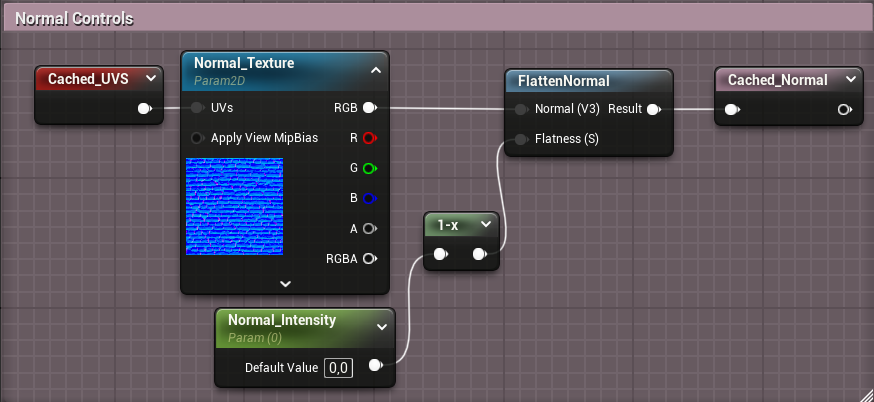 Normal Controls
Cached_UVS
Normal_Texture
Param2D
UVs
RGB
Apply View MipBias
R
G
B
A
RGBA
FlattenNormal
Normal (V3) Result
Flatness (S)
Cached_Normal
1-x
Normal_Intensity
Param (0)
Default Value 0,0